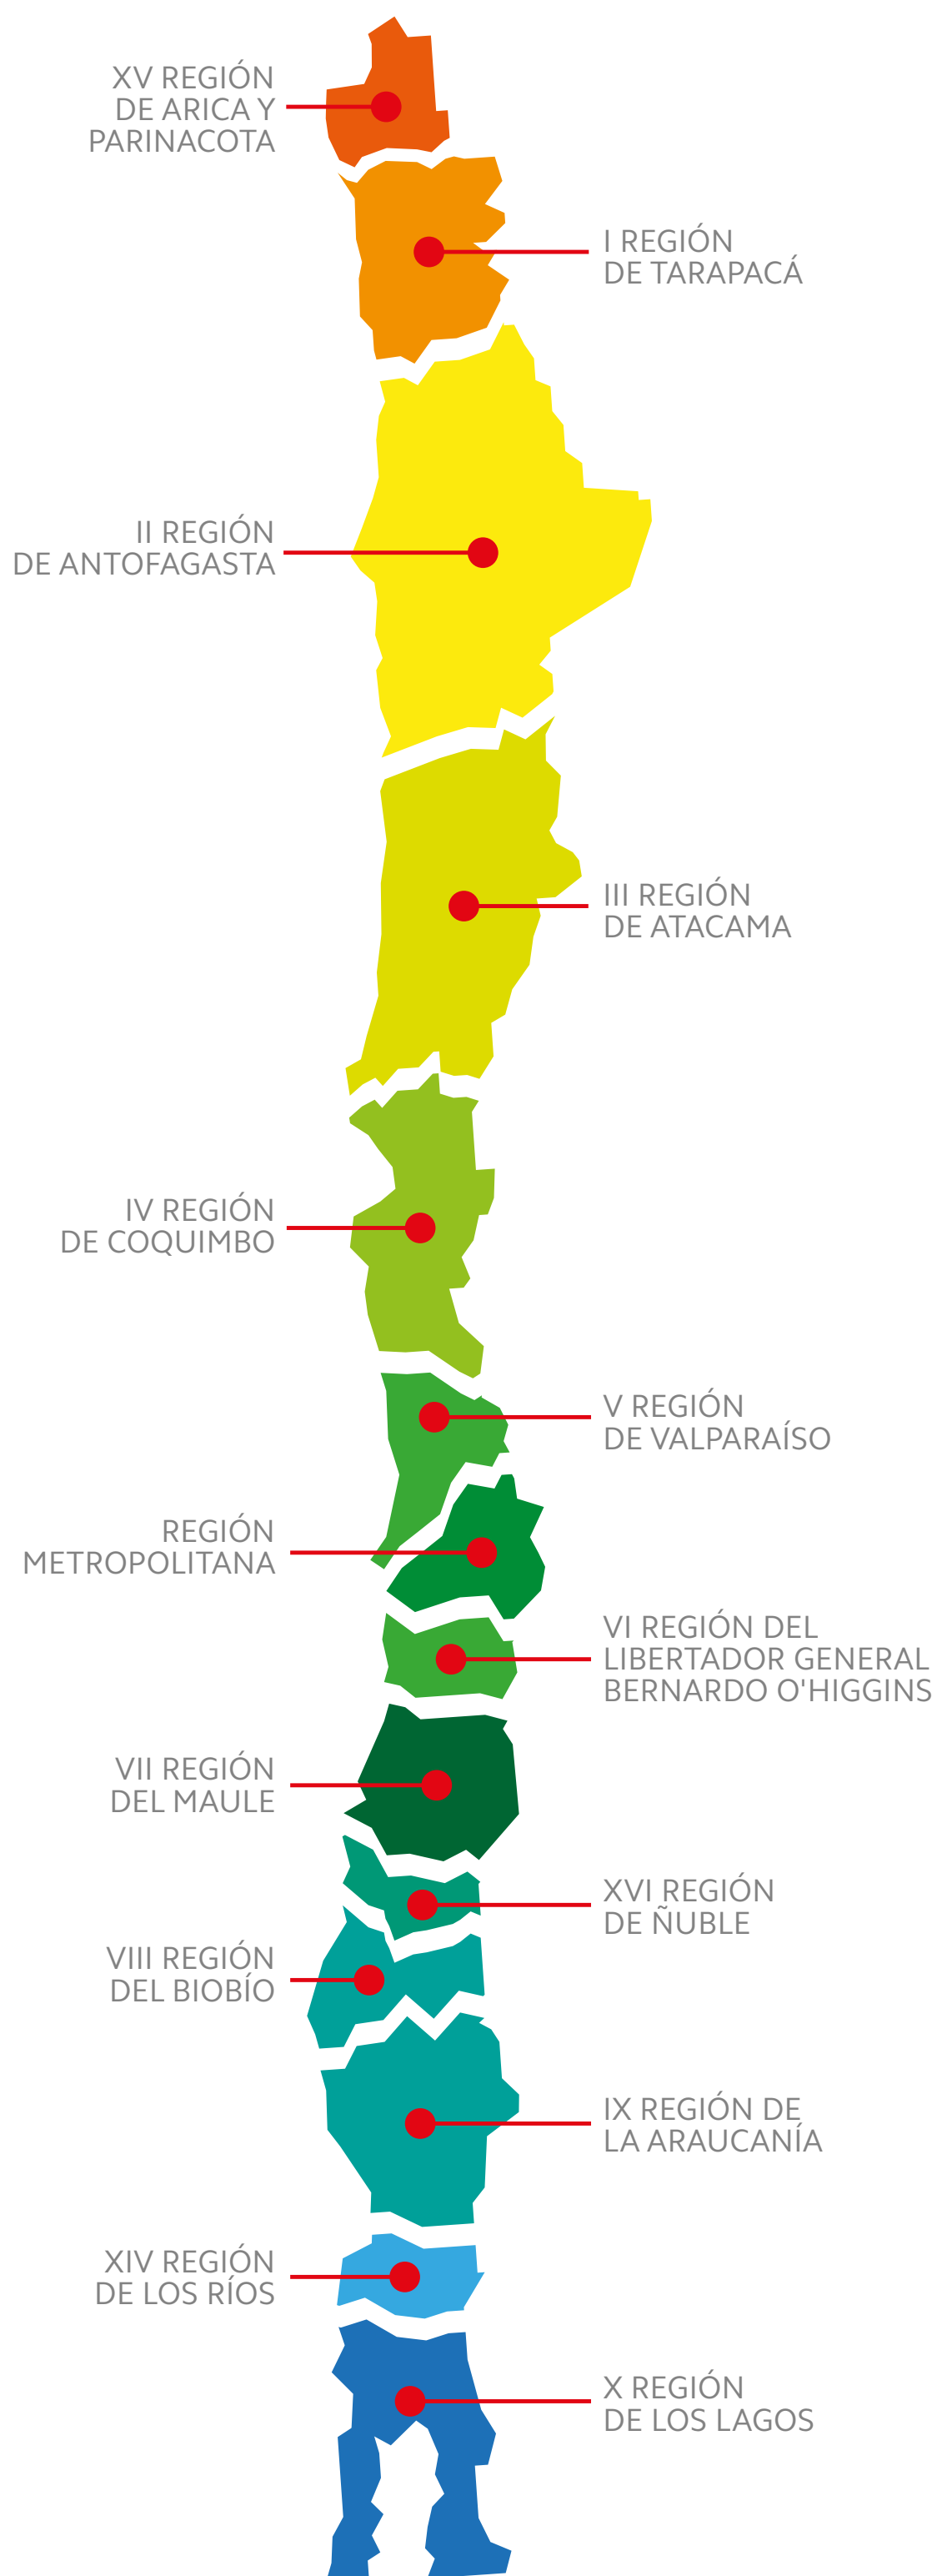 XV REGIÓN
DE ARICA Y
PARINACOTA
I REGIÓN
DE TARAPACÁ
II REGIÓN
DE ANTOFAGASTA
III REGIÓN
DE ATACAMA
IV REGIÓN
DE COQUIMBO
V REGIÓN
DE VALPARAÍSO
REGIÓN
METROPOLITANA
VI REGIÓN DEL
LIBERTADOR GENERAL
BERNARDO O'HIGGINS
VII REGIÓN
DEL MAULE
XVI REGIÓN
DE ÑUBLE
VIII REGIÓN
DEL BIOBÍO
IX REGIÓN DE
LA ARAUCANÍA
XIV REGIÓN
DE LOS RÍOS
X REGIÓN
DE LOS LAGOS